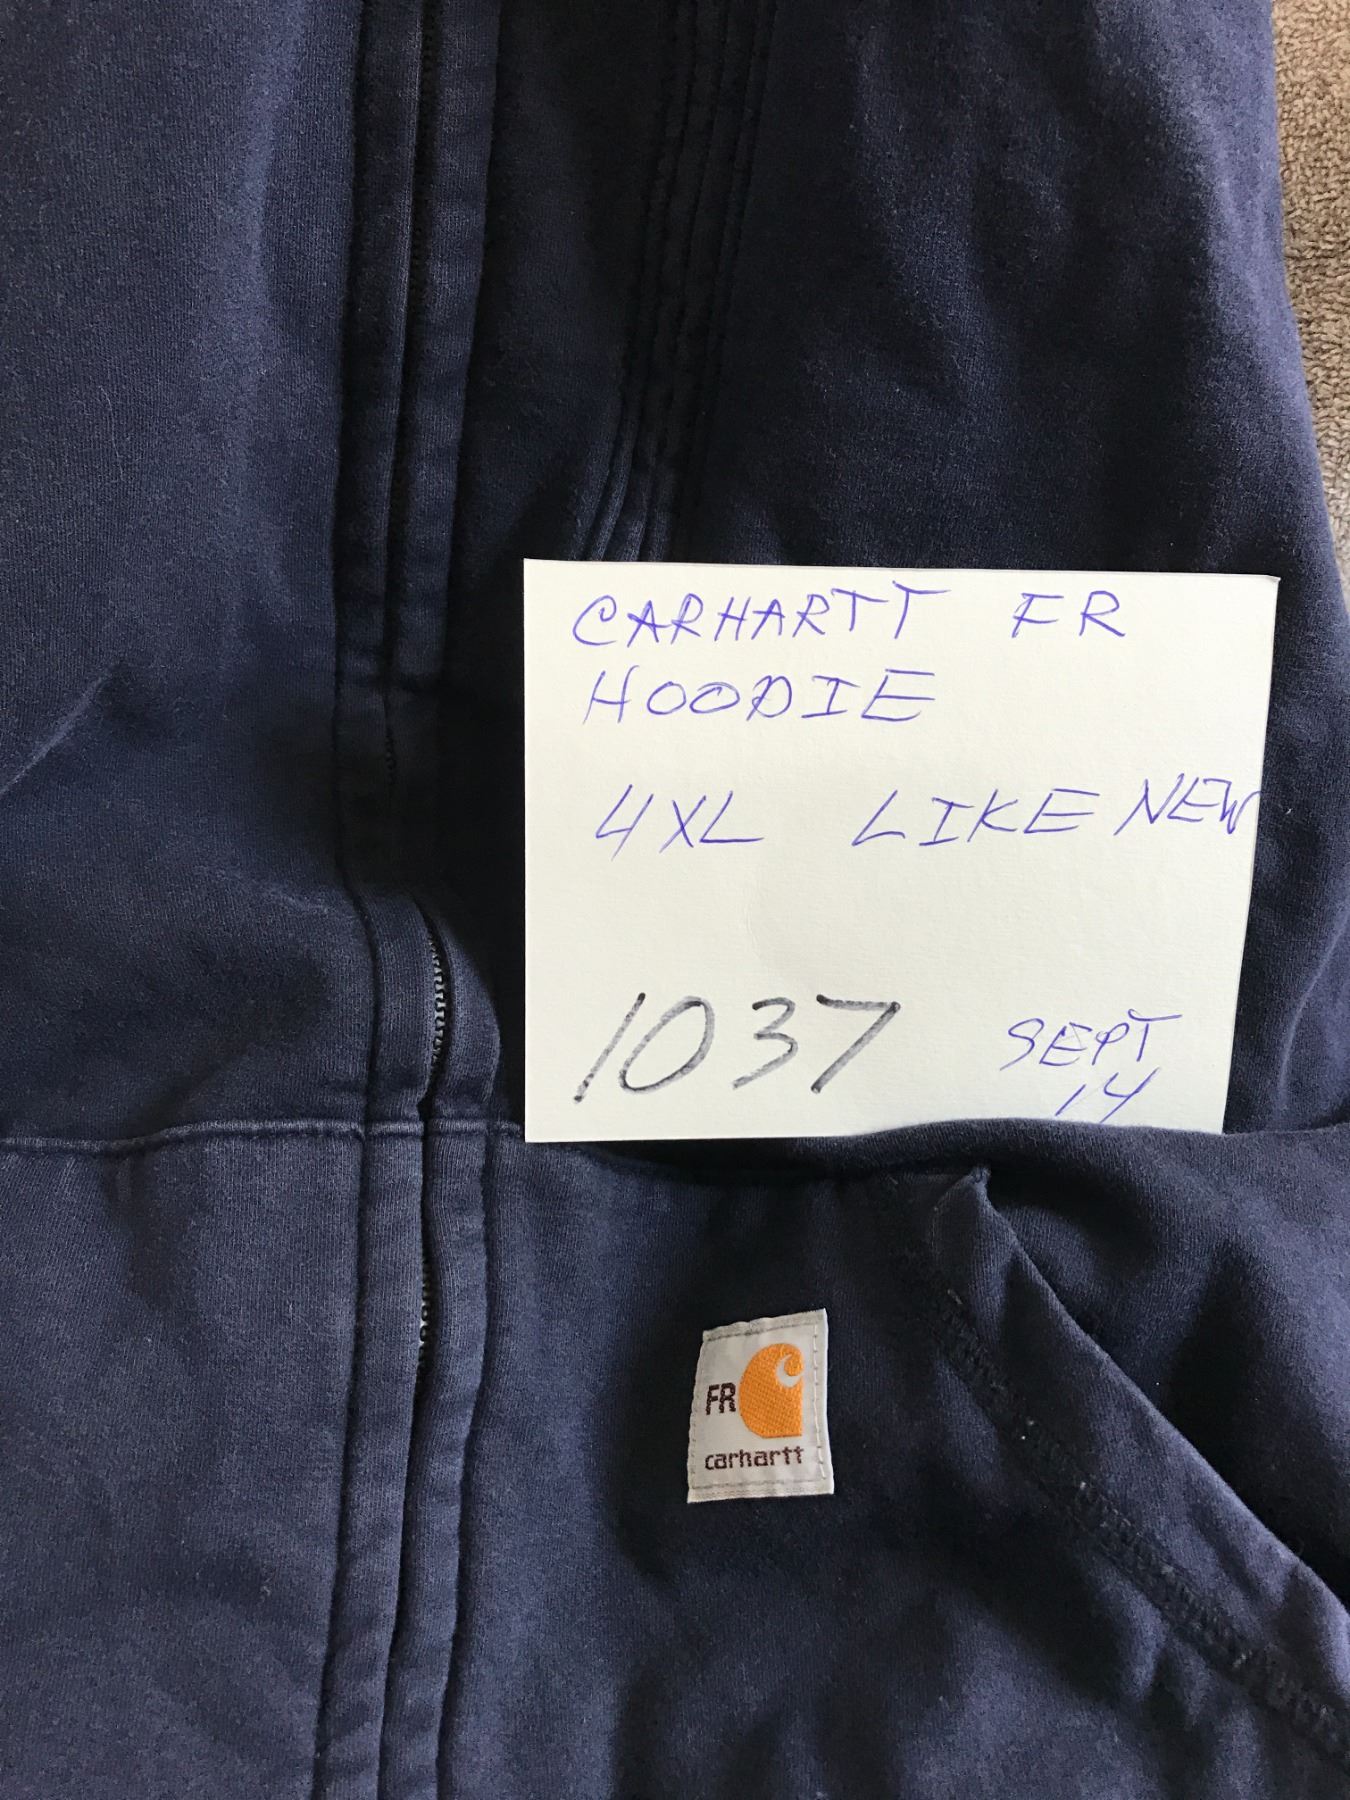 CARHARTT FR
HOODIE
4XL LIKE NEW
1037 SEPT
14
FR
carhartt